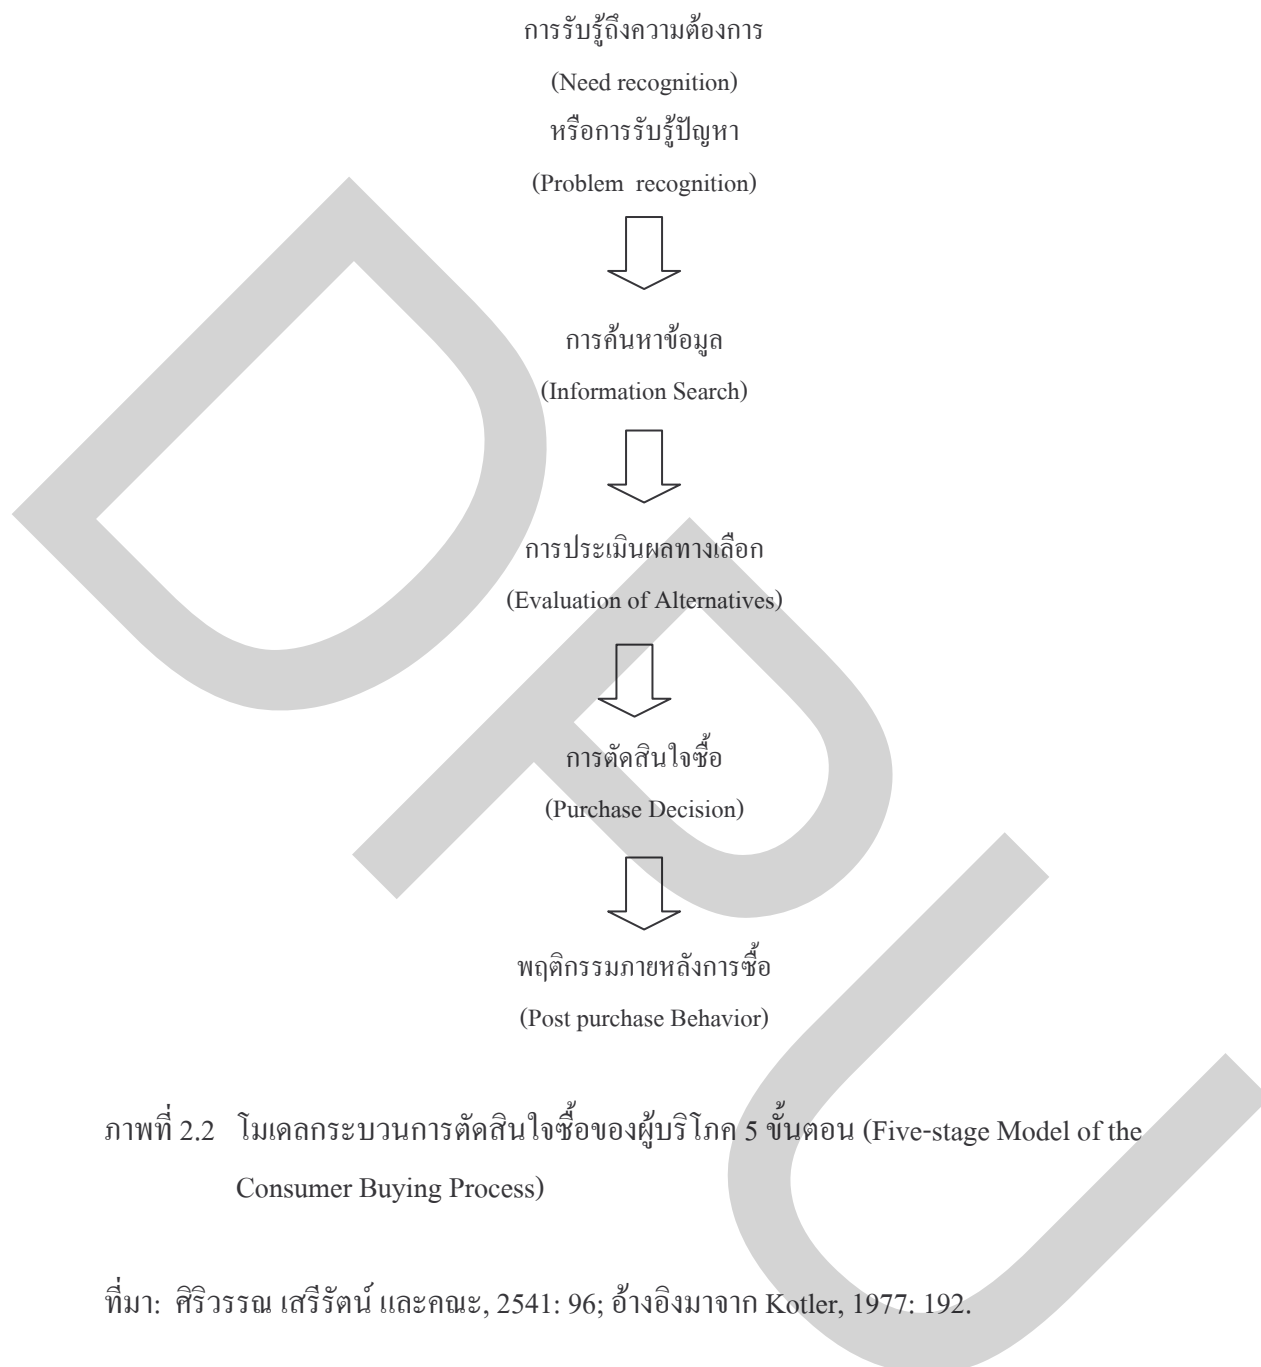 การรับรู้ถึงความต้องการ
(Need recognition)
หรือการรับรู้ปัญหา
(Problem recognition)
การค้นหาข้อมูล
(Information Search)
การประเมินผลทางเลือก
(Evaluation of Alternatives)
การตัดสินใจซื้อ
(Purchase Decision)
พฤติกรรมภายหลังการซื้อ
(Post purchase Behavior)
ภาพที่ 2.2 โมเดลกระบวนการตัดสินใจซื้อของผู้บริโภค 5 ขั้นตอน (Five-stage Model of the
Consumer Buying Process)
ที่มา: ศิริวรรณ เสรีรัตน์ และคณะ, 2541: 96; อ้างอิงมาจาก Kotler, 1977: 192.
DPU